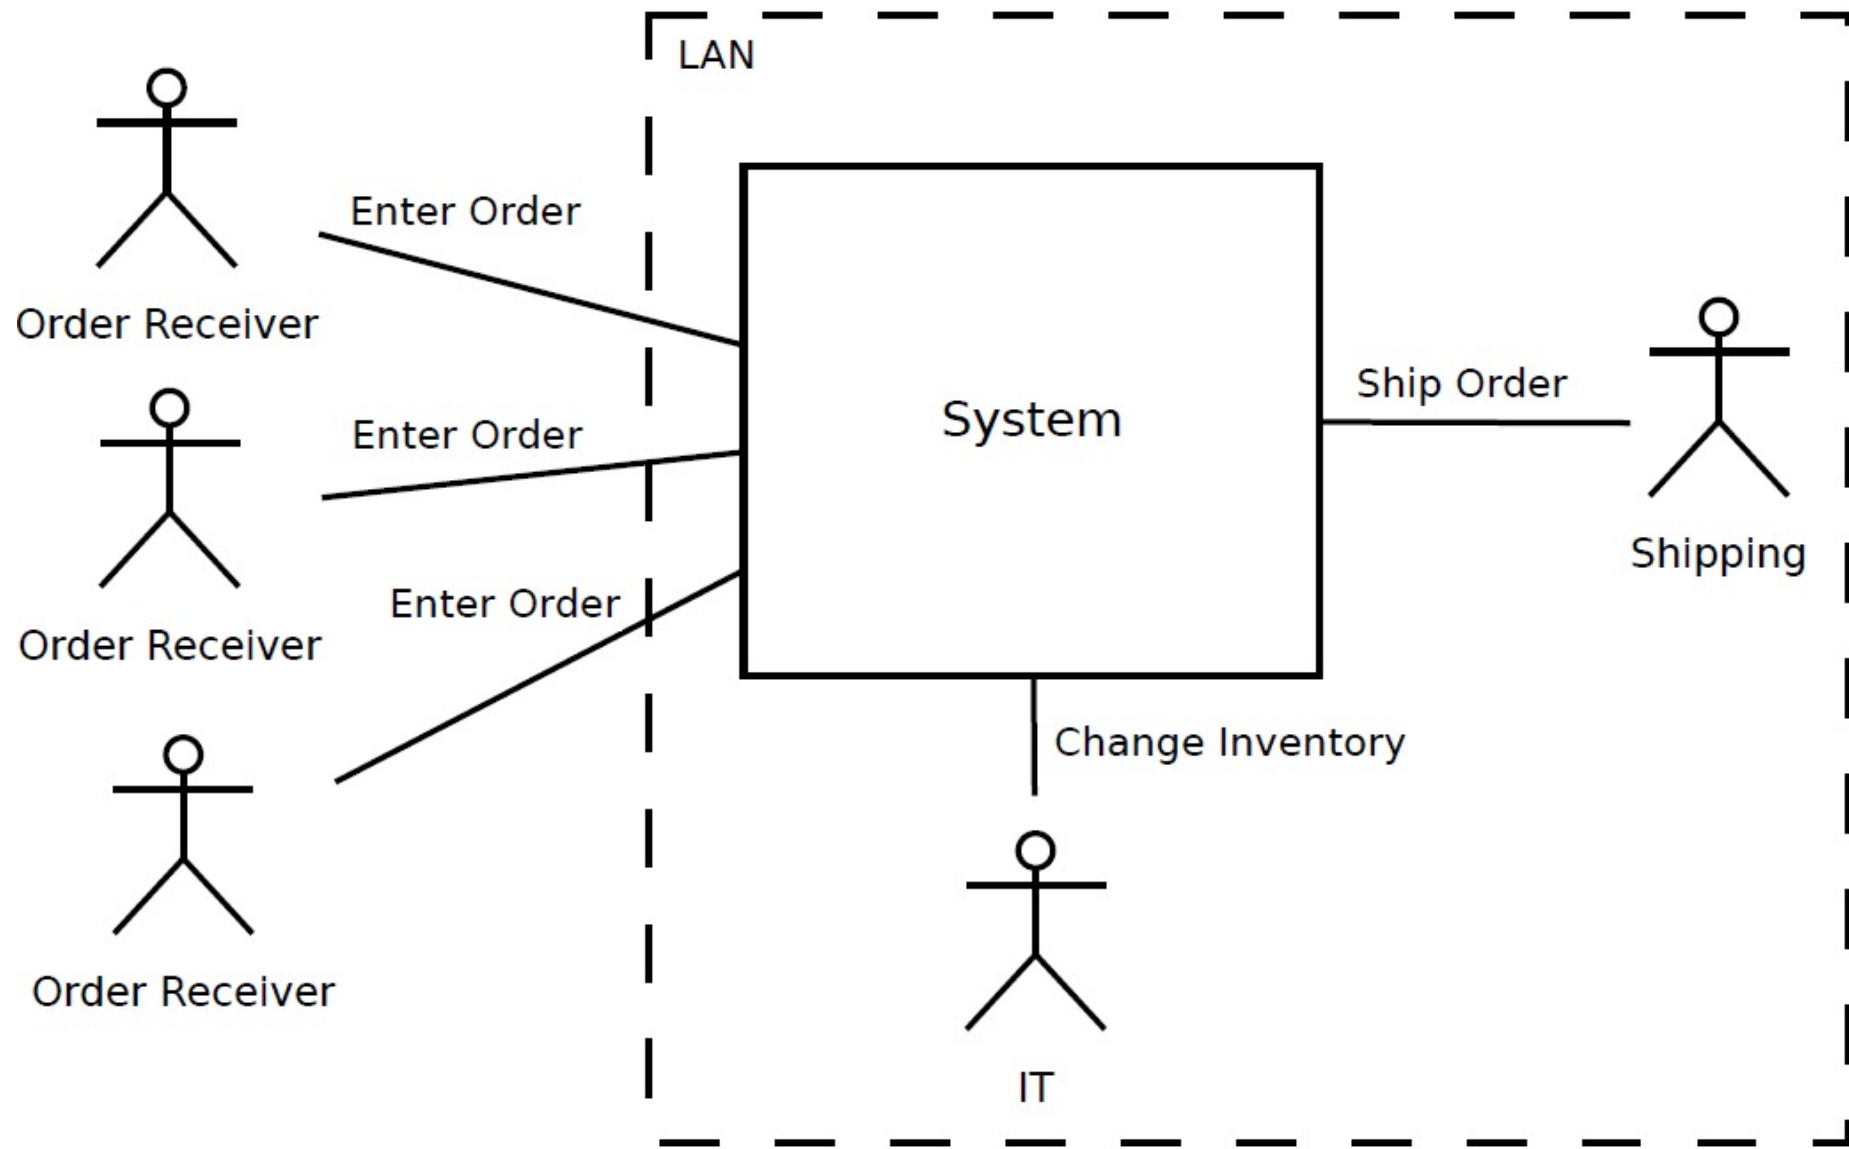 LAN
Enter Order
Order Receiver
Enter Order
Order Receiver
Enter Order
Order Receiver
System
Ship Order
Shipping
Change Inventory
IT